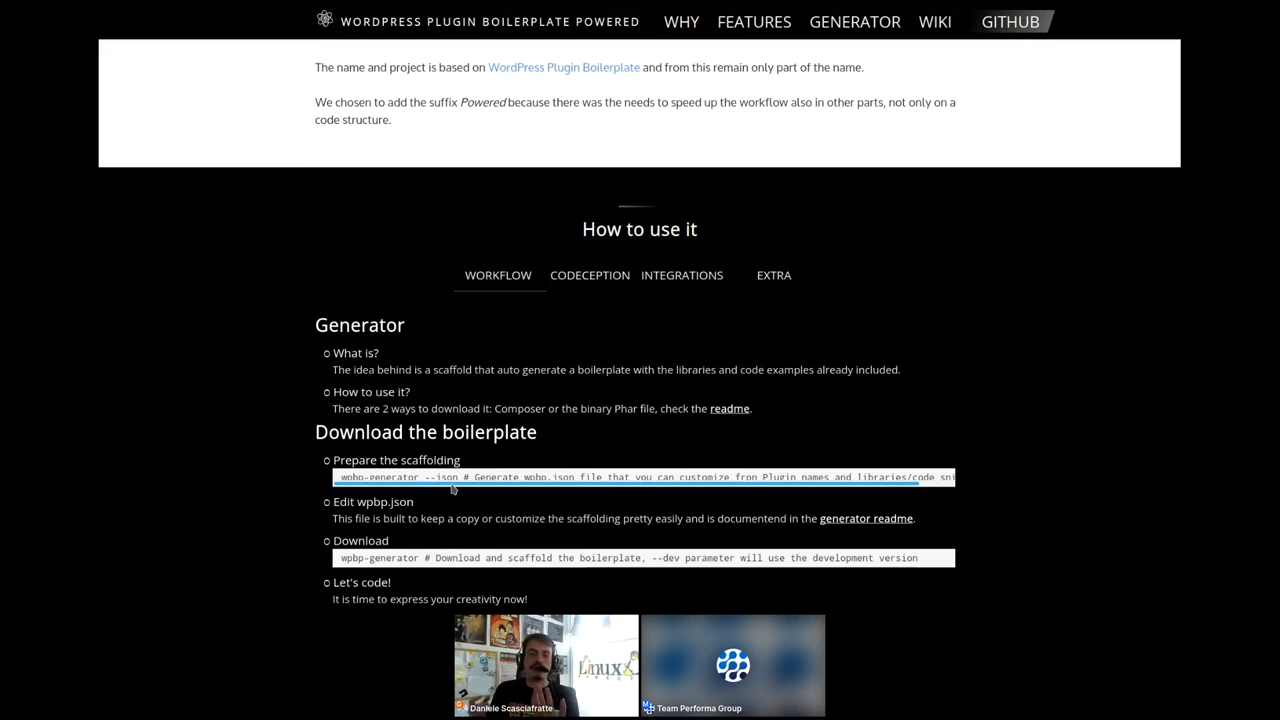 WORDPRESS PLUGIN BOILERPLATE POWERED
WHY FEATURES GENERATOR WIKI GITHUB
The name and project is based on WordPress Plugin Boilerplate and from this remain only part of the name.
We chosen to add the suffix Powered because there was the needs to speed up the workflow also in other parts, not only on a
code structure.
How to use it
WORKFLOW CODECEPTION INTEGRATIONS EXTRA
Generator
What is?
The idea behind is a scaffold that auto generate a boilerplate with the libraries and code examples already included.
How to use it?
There are 2 ways to download it: Composer or the binary Phar file, check the readme.
Download the boilerplate
Prepare the scaffolding
wpbp-generator --json # Generate wpbp.json file that you can customize fron Plugin names and libraries/code sni
Edit wpbp.json
This file is built to keep a copy or customize the scaffolding pretty easily and is documentend in the generator readme.
Download
wpbp-generator # Download and scaffold the boilerplate, --dev parameter will use the development version
Let's code!
It is time to express your creativity now!
Linux
Daniele Scasciafratte
Team Performa Group